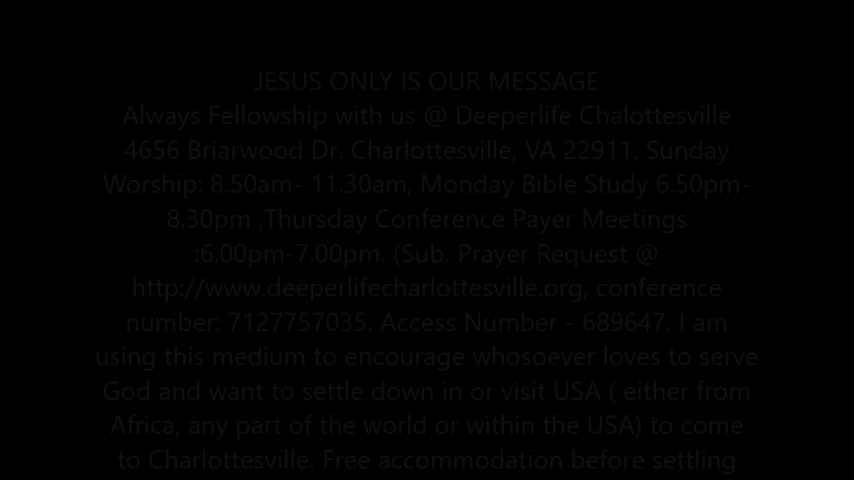 JESUS ONLY IS OUR MESSAGE
Always Fellowship with us @ Deeperlife Chalottesville
4656 Briarwood Dr. Charlottesville, VA 22911. Sunday
Worship: 8.50am- 11.30am, Monday Bible Study 6.50pm-
8.30pm ,Thursday Conference Payer Meetings
:6.00pm-7.00pm. (Sub. Prayer Request @
http://www.deeperlifecharlottesville.org, conference
number: 7127757035. Access Number - 689647. I am
using this medium to encourage whosoever loves to serve
God and want to settle down in or visit USA ( either from
Africa, any part of the world or within the USA) to come
to Charlottesville. Free accommodation before settling